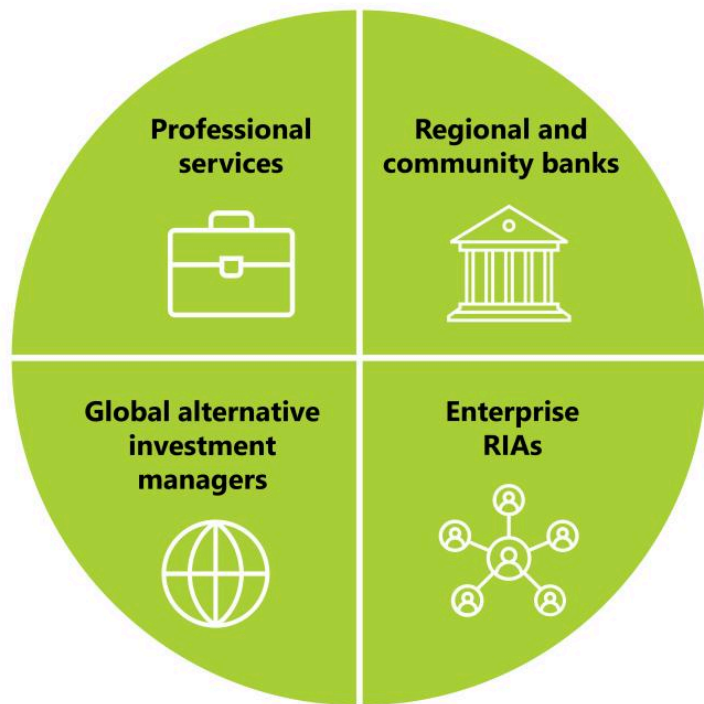 Professional
services
Regional and
community banks
Global alternative
investment
managers
Enterprise
RIAs